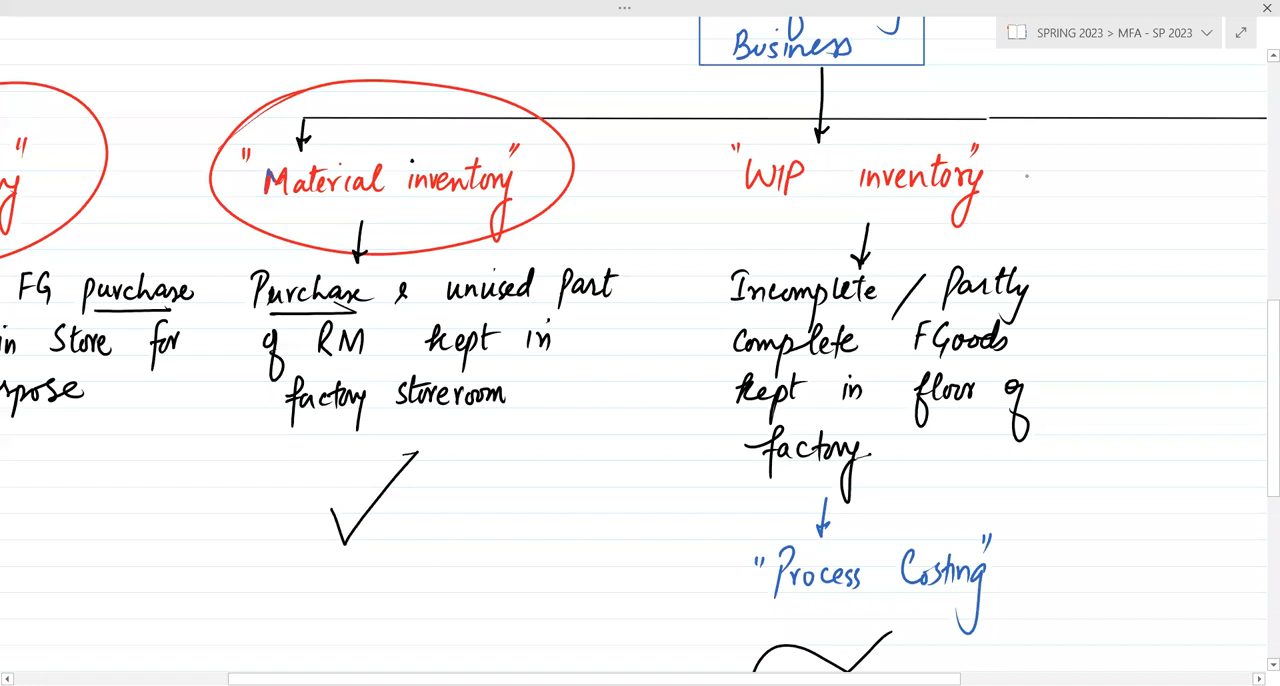 SPRING 2023 > MFA - SP 2023
Business
"
"Material inventory"
"WIP inventory"
y
FG purchase
in store for
rpose
Purchase & unused part
of RM kept in
factory storeroom
Incomplete / Partly
complete FGoods
kept in floor of
factory
"Process Costing"